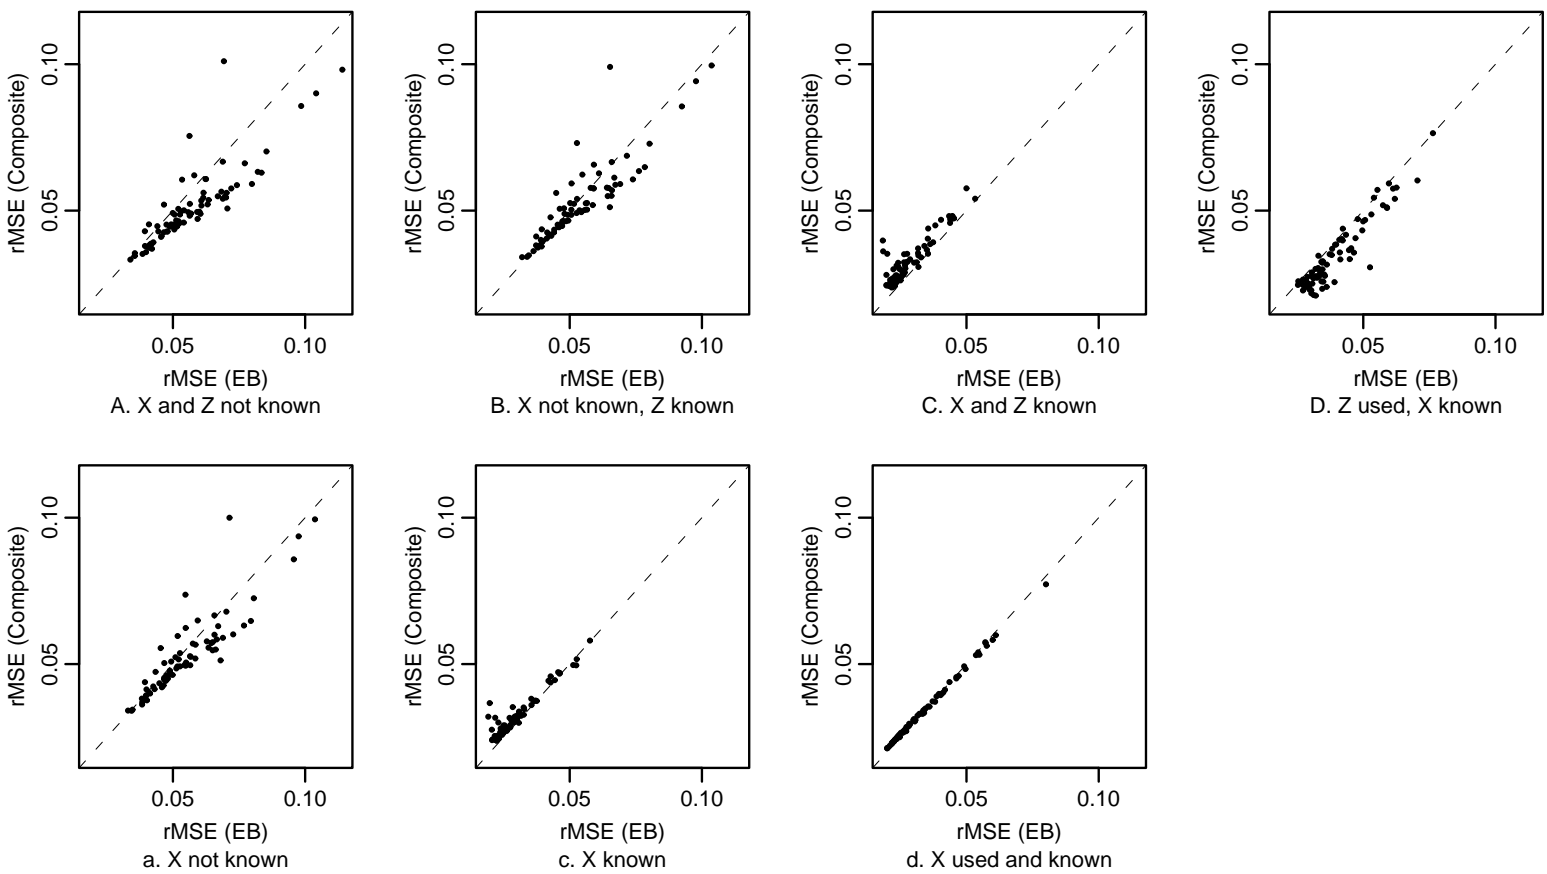 0.10
0.05
rMSE (Composite)
0.05 0.10
rMSE (EB)
A. X and Z not known
0.10
0.05
rMSE (Composite)
0.05 0.10
rMSE (EB)
B. X not known, Z known
0.10
0.05
rMSE (Composite)
0.05 0.10
rMSE (EB)
C. X and Z known
0.10
0.05
rMSE (Composite)
0.05 0.10
rMSE (EB)
D. Z used, X known
0.10
0.05
rMSE (Composite)
0.05 0.10
rMSE (EB)
a. X not known
0.10
0.05
rMSE (Composite)
0.05 0.10
rMSE (EB)
c. X known
0.10
0.05
rMSE (Composite)
0.05 0.10
rMSE (EB)
d. X used and known